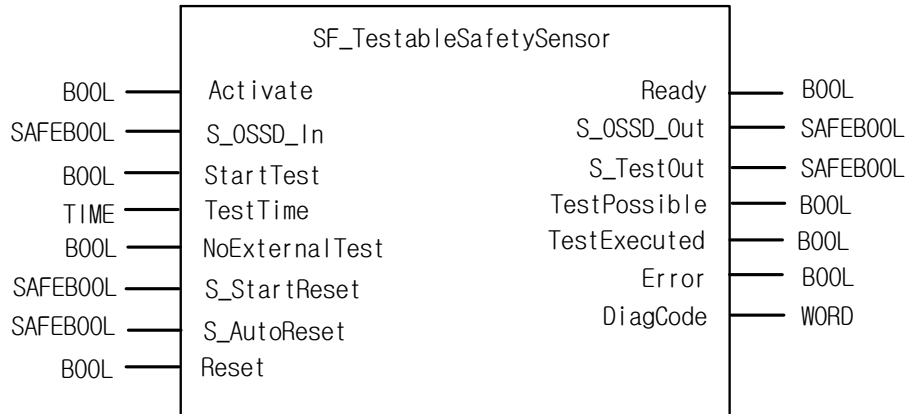 SF_TestableSafetySensor
BOOL Activate Ready BOOL
SAFEBOOL S_OSSD_In S_OSSD_Out SAFEBOOL
BOOL StartTest S_TestOut SAFEBOOL
TIME TestTime TestPossible BOOL
BOOL NoExternalTest TestExecuted BOOL
SAFEBOOL S_StartReset Error BOOL
SAFEBOOL S_AutoReset DiagCode WORD
BOOL Reset